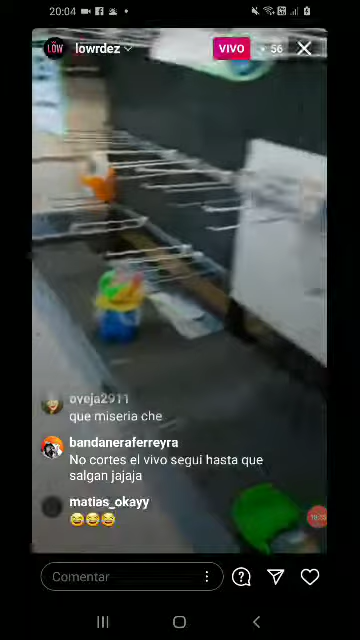 20:04
LOW
lowrdez
VIVO
56
oveja2911
que miseria che
bandaneraferreyra
No cortes el vivo segui hasta que
salgan jajaja
matias_okayy
Comentar